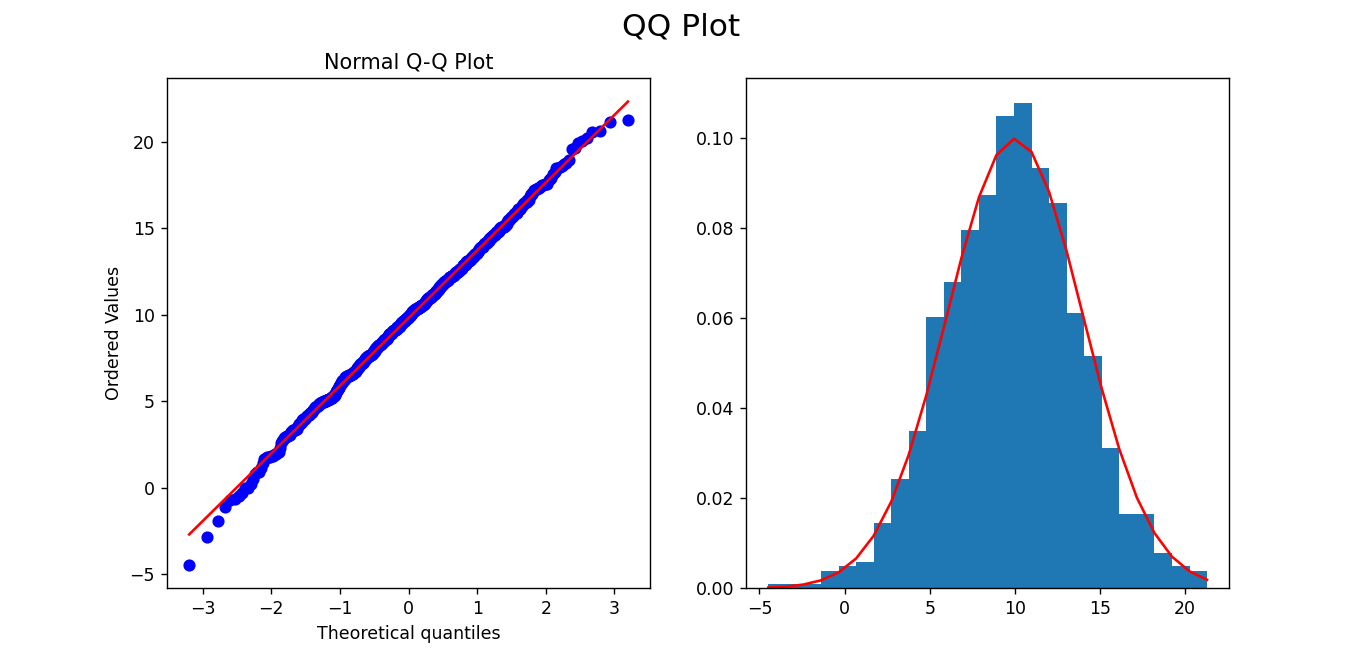 QQ Plot
Normal Q-Q Plot
Ordered Values
20
15
10
5
0
−5
−3 −2 −1 0 1 2 3
Theoretical quantiles
0.10
0.08
0.06
0.04
0.02
0.00
−5 0 5 10 15 20